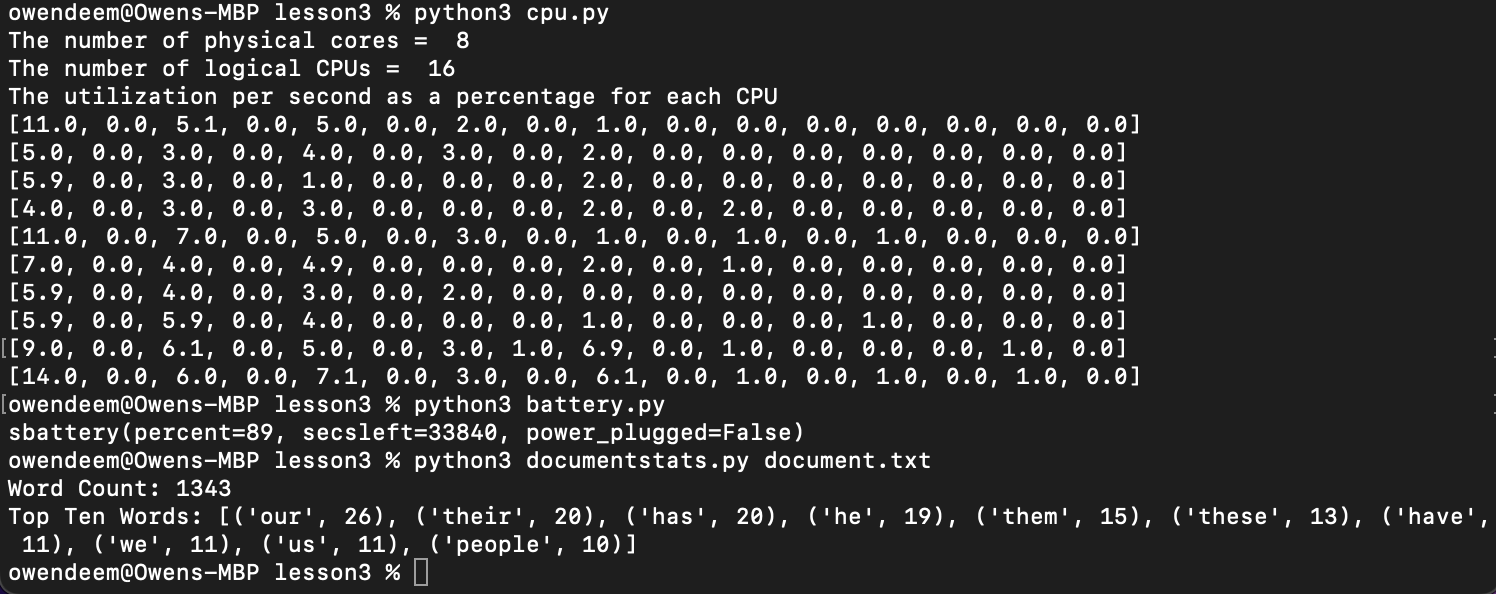 owendeem@Owens-MBP lesson3 % python3 cpu.py
The number of physical cores =  8
The number of logical CPUs =  16
The utilization per second as a percentage for each CPU
[11.0, 0.0, 5.1, 0.0, 5.0, 0.0, 2.0, 0.0, 1.0, 0.0, 0.0, 0.0, 0.0, 0.0, 0.0, 0.0]
[5.0, 0.0, 3.0, 0.0, 4.0, 0.0, 3.0, 0.0, 2.0, 0.0, 0.0, 0.0, 0.0, 0.0, 0.0, 0.0]
[5.9, 0.0, 3.0, 0.0, 1.0, 0.0, 0.0, 0.0, 2.0, 0.0, 0.0, 0.0, 0.0, 0.0, 0.0, 0.0]
[4.0, 0.0, 3.0, 0.0, 3.0, 0.0, 0.0, 0.0, 2.0, 0.0, 2.0, 0.0, 0.0, 0.0, 0.0, 0.0]
[11.0, 0.0, 7.0, 0.0, 5.0, 0.0, 3.0, 0.0, 1.0, 0.0, 1.0, 0.0, 1.0, 0.0, 0.0, 0.0]
[7.0, 0.0, 4.0, 0.0, 4.9, 0.0, 0.0, 0.0, 2.0, 0.0, 1.0, 0.0, 0.0, 0.0, 0.0, 0.0]
[5.9, 0.0, 4.0, 0.0, 3.0, 0.0, 2.0, 0.0, 0.0, 0.0, 0.0, 0.0, 0.0, 0.0, 0.0, 0.0]
[5.9, 0.0, 5.9, 0.0, 4.0, 0.0, 0.0, 0.0, 1.0, 0.0, 0.0, 0.0, 1.0, 0.0, 0.0, 0.0]
[9.0, 0.0, 6.1, 0.0, 5.0, 0.0, 3.0, 1.0, 6.9, 0.0, 1.0, 0.0, 0.0, 0.0, 1.0, 0.0]
[14.0, 0.0, 6.0, 0.0, 7.1, 0.0, 3.0, 0.0, 6.1, 0.0, 1.0, 0.0, 1.0, 0.0, 1.0, 0.0]
owendeem@Owens-MBP lesson3 % python3 battery.py
sbattery(percent=89, secsleft=33840, power_plugged=False)
owendeem@Owens-MBP lesson3 % python3 documentstats.py document.txt
Word Count: 1343
Top Ten Words: [('our', 26), ('their', 20), ('has', 20), ('he', 19), ('them', 15), ('these', 13), ('have',
 11), ('we', 11), ('us', 11), ('people', 10)]
owendeem@Owens-MBP lesson3 %